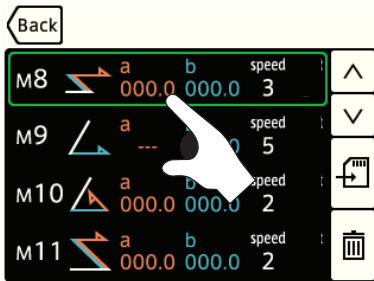 Back
M8 a b speed
000.0 000.0 3
M9 a speed
--- 5
M10 a b speed
000.0 000.0 2
M11 a b speed
000.0 000.0 2